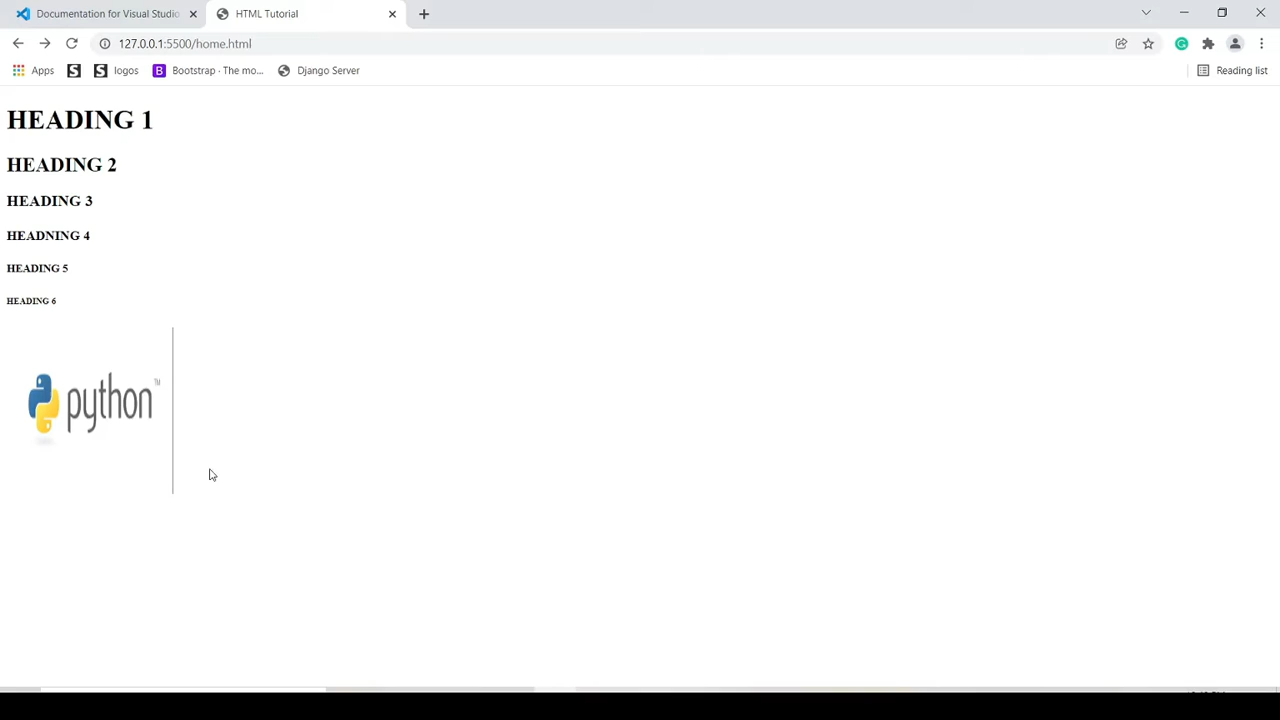 Documentation for Visual Studio
HTML Tutorial
127.0.0.1:5500/home.html
Apps
logos
Bootstrap · The mo...
Django Server
Reading list
HEADING 1
HEADING 2
HEADING 3
HEADNING 4
HEADING 5
HEADING 6
python TM